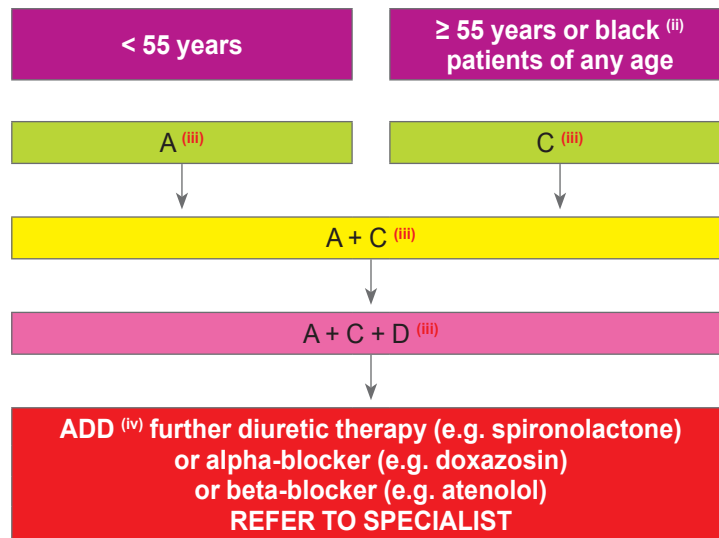 < 55 years
≥ 55 years or black (ii)
patients of any age
A (iii)
C (iii)
A + C (iii)
A + C + D (iii)
ADD (iv) further diuretic therapy (e.g. spironolactone)
or alpha-blocker (e.g. doxazosin)
or beta-blocker (e.g. atenolol)
REFER TO SPECIALIST